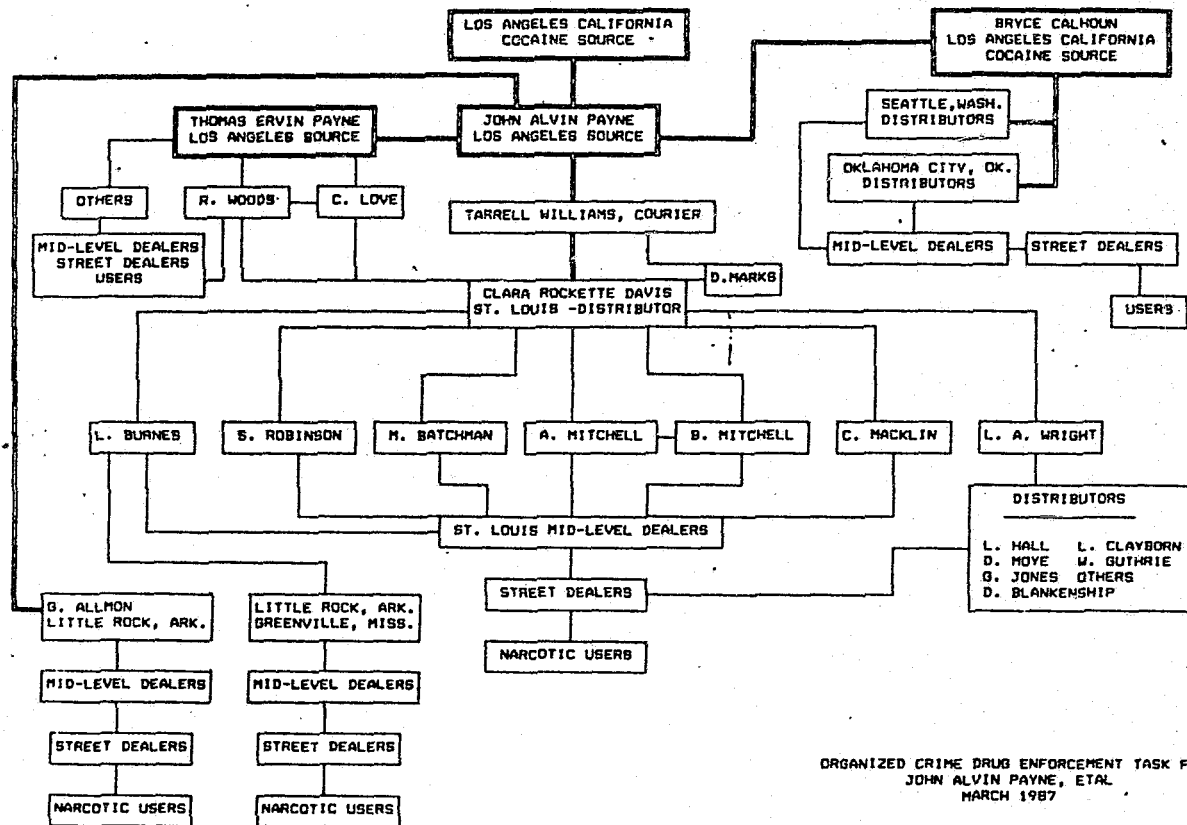 LOS ANGELES CALIFORNIA
COCAINE SOURCE
BRYCE CALHOUN
LOS ANGELES CALIFORNIA
COCAINE SOURCE
THOMAS ERVIN PAYNE
LOS ANGELES SOURCE
JOHN ALVIN PAYNE
LOS ANGELES SOURCE
SEATTLE,WASH.
DISTRIBUTORS
OKLAHOMA CITY, OK.
DISTRIBUTORS
OTHERS
R. WOODS
C. LOVE
TARRELL WILLIAMS, COURIER
MID-LEVEL DEALERS
STREET DEALERS
USERS
MID-LEVEL DEALERS
STREET DEALERS
D.MARKS
USERS
CLARA ROCKETTE DAVIS
ST. LOUIS -DISTRIBUTOR
L. BURNES
S. ROBINSON
M. BATCHMAN
A. MITCHELL
B. MITCHELL
C. MACKLIN
L. A. WRIGHT
DISTRIBUTORS
L. HALL L. CLAYBORN
D. MOYE W. GUTHRIE
G. JONES OTHERS
D. BLANKENSHIP
ST. LOUIS MID-LEVEL DEALERS
STREET DEALERS
NARCOTIC USERS
G. ALLMON
LITTLE ROCK, ARK.
LITTLE ROCK, ARK.
GREENVILLE, MISS.
MID-LEVEL DEALERS
MID-LEVEL DEALERS
STREET DEALERS
STREET DEALERS
NARCOTIC USERS
NARCOTIC USERS
ORGANIZED CRIME DRUG ENFORCEMENT TASK F
JOHN ALVIN PAYNE, ETAL
MARCH 1987